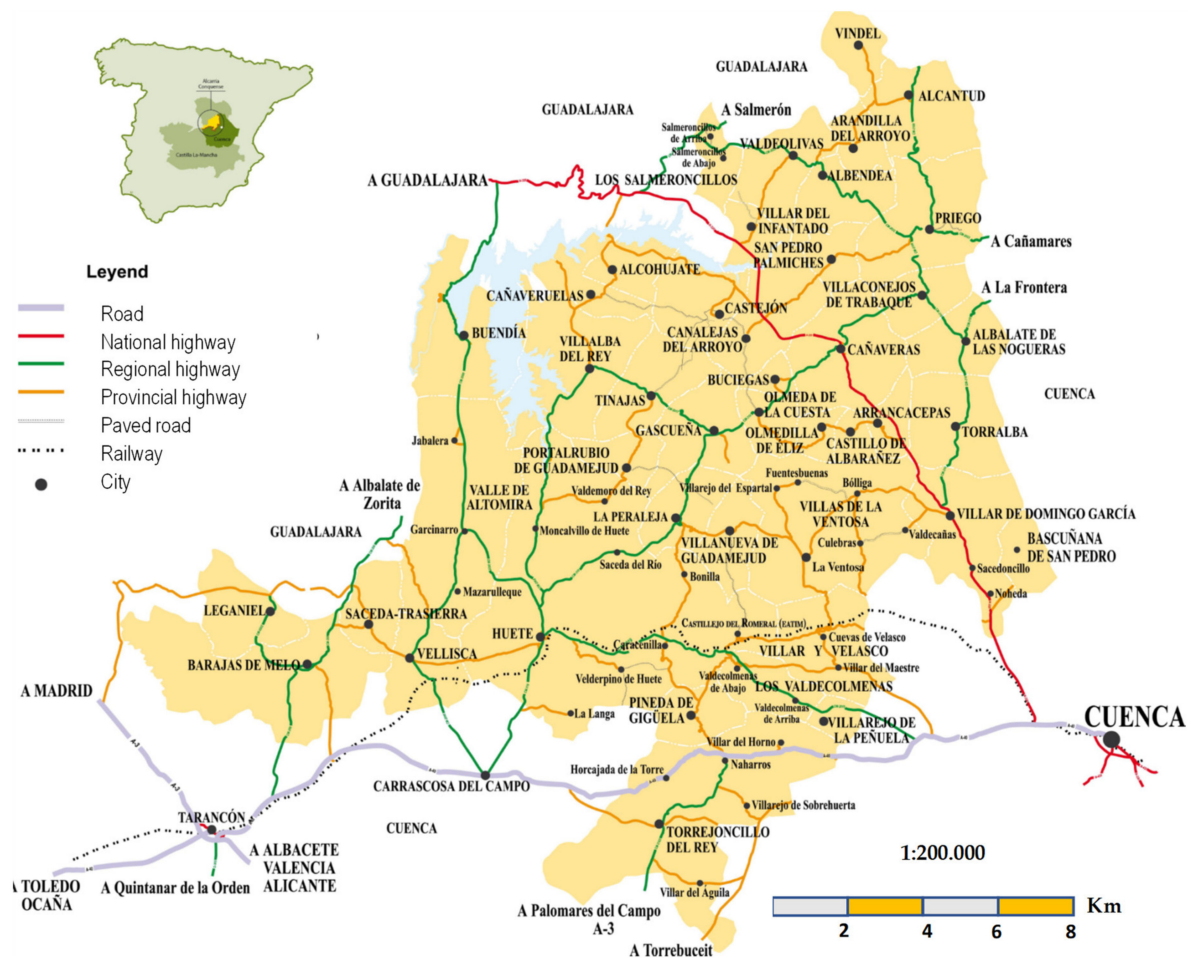 VINDEL
GUADALAJARA
ALCANTUD
GUADALAJARA
A Salmerón
ARANDILLA
DEL ARROYO
Alcarria
Conquense
Cuenca
Castilla La Mancha
Salmeroncillos
de Arriba
Salmeroncillos
de Abajo
VALDEOLIVAS
ALBENDEA
A GUADALAJARA
LOS SALMERONCILLOS
VILLAR DEL
INFANTADO
PRIEGO
SAN PEDRO
PALMICHES
A Cañamares
Leyend
Road
National highway
Regional highway
Provincial highway
Paved road
Railway
City
ALCOHUJATE
CAÑAVERUELAS
CASTEJÓN
VILLACONEJOS
DE TRABAQUE
A La Frontera
BUENDÍA
VILLALBA
DEL REY
CANALEJAS
DEL ARROYO
CAÑAVERAS
ALBALATE DE
LAS NOGUERAS
BUCIEGAS
CUENCA
TINAJAS
OLMEDA DE
LA CUESTA
ARRANCACEPAS
GASCUEÑA
OLMEDILLA
DE ELIZ
CASTILLO DE
ALBARAÑEZ
TORRALBA
Jabalera
PORTALRUBIO
DE GUADAMEJUD
Fuentesbuenas
A Albalate de
Zorita
VALLE DE
ALTOMIRA
Valdemoro del Rey
Villarejo del Espartal
Bólliga
GUADALAJARA
LA PERALEJA
VILLAS DE LA
VENTOSA
VILLAR DE DOMINGO GARCÍA
Garcinarro
Moncalvillo de Huete
VILLANUEVA DE
GUADAMEJUD
Culebras
Valdecañas
BASCUÑANA
DE SAN PEDRO
Saceda del Río
La Ventosa
Sacedoncillo
Bonilla
Mazarulleque
Noheda
LEGANIEL
SACEDA-TRASIERRA
CASTILLEJO DEL ROMERAL (EATIM)
HUETE
Caracenilla
Cuevas de Velasco
VILLAR Y VELASCO
BARAJAS DE MELO
VELLISCA
Velderpino de Huete
Valdecolmenas
de Abajo
Villar del Maestre
LOS VALDECOLMENAS
A MADRID
La Langa
PINEDA DE
GIGÜELA
Valdecolmenas
de Arriba
VILLAREJO DE
LA PEÑUELA
CUENCA
Villar del Horno
A-3
Horcajada de la Torre
Naharros
CARRASCOSA DEL CAMPO
Villarejo de Sobrehuerta
TARANCÓN
CUENCA
TORREJONCILLO
DEL REY
A ALBACETE
VALENCIA
ALICANTE
1:200.000
A TOLEDO
OCAÑA
A Quintanar de la Orden
Villar del Aguila
A Palomares del Campo
A-3
Km
2 4 6 8
A Torrebuceit